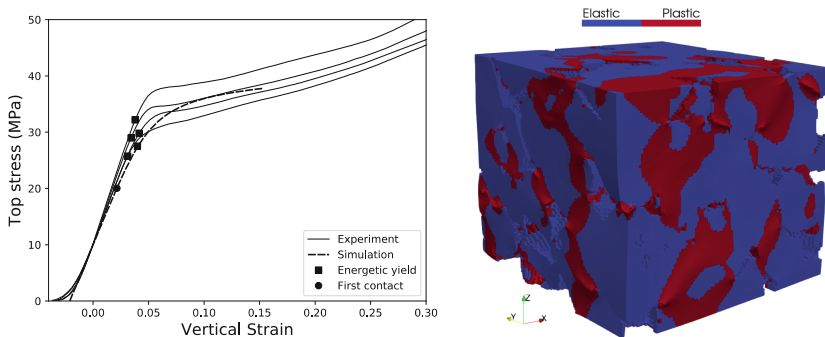 50
40
30
20
10
0
Top stress (MPa)
Experiment
Simulation
Energetic yield
First contact
0.00 0.05 0.10 0.15 0.20 0.25 0.30
Vertical Strain
Elastic Plastic
Z
Y X